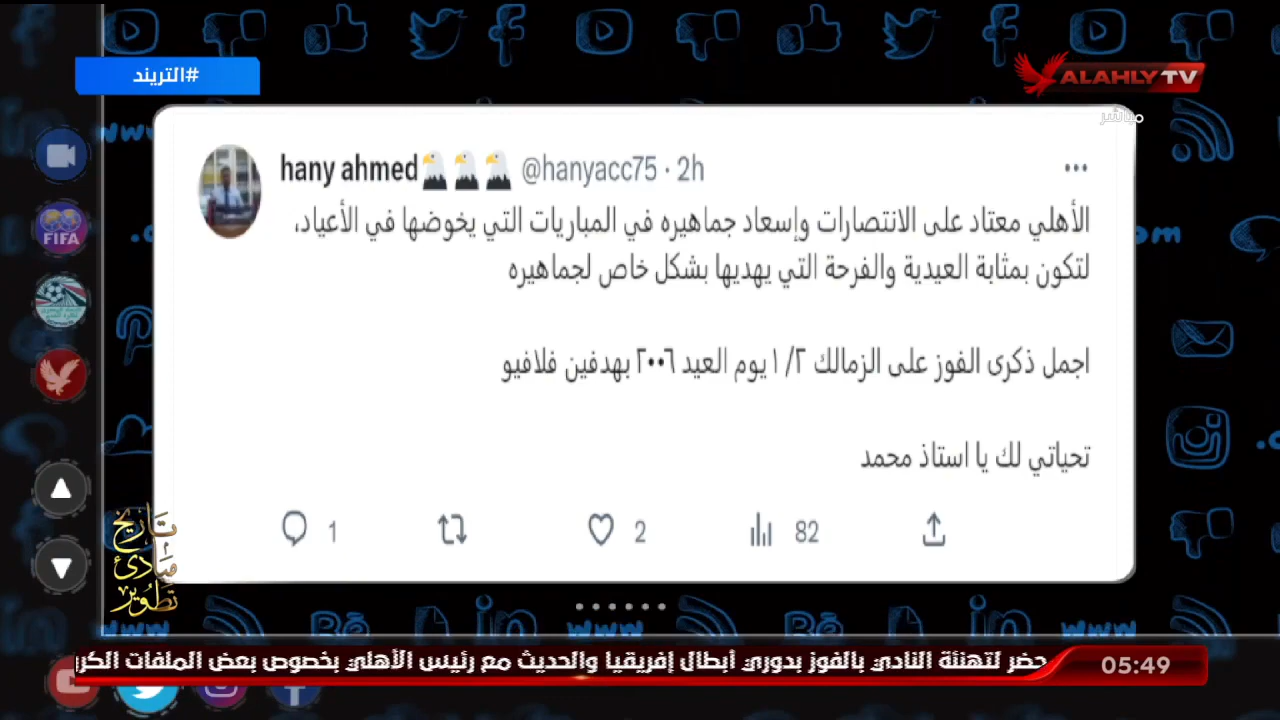 #التريند
ALAHLY TV
مباشر
hany ahmed🦅🦅🦅 @hanyacc75 · 2h
الأهلي معتاد على الانتصارات وإسعاد جماهيره في المباريات التي يخوضها في الأعياد،
لتكون بمثابة العيدية والفرحة التي يهديها بشكل خاص لجماهيره
اجمل ذكرى الفوز على الزمالك ١/٢ يوم العيد ٢٠٠٦ بهدفين فلافيو
تحياتي لك يا استاذ محمد
1
2
82
FIFA
تاريخ
مبادئ
تطوير
حضر لتهنئة النادي بالفوز بدوري أبطال إفريقيا والحديث مع رئيس الأهلي بخصوص بعض الملفات الكر
05:49